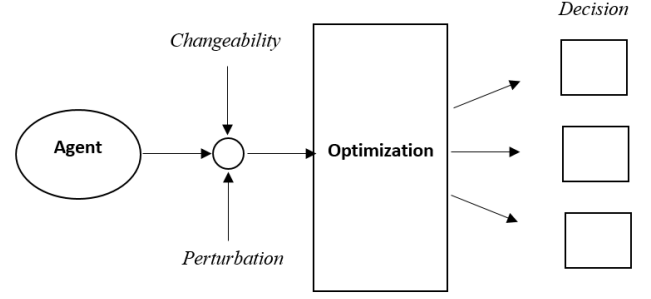 Decision
Changeability
Agent
Optimization
Perturbation